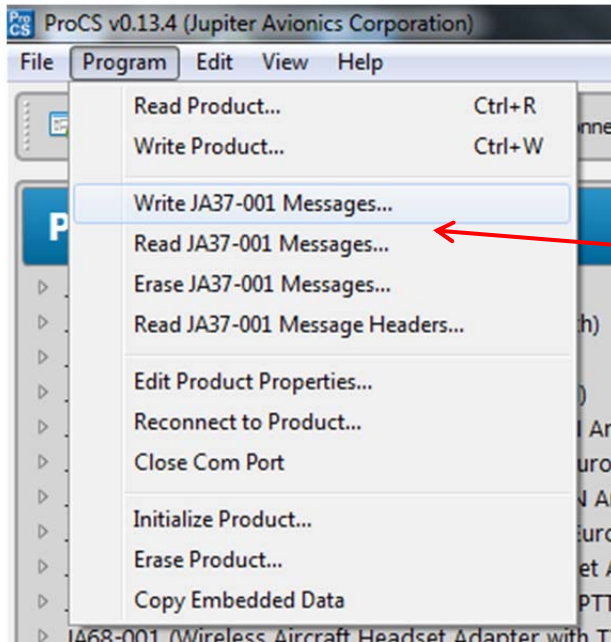 Pro CS ProCS v0.13.4 (Jupiter Avionics Corporation)
File Program Edit View Help
Read Product... Ctrl+R
Write Product... Ctrl+W
Write JA37-001 Messages...
Read JA37-001 Messages...
Erase JA37-001 Messages...
Read JA37-001 Message Headers...
Edit Product Properties...
Reconnect to Product...
Close Com Port
Initialize Product...
Erase Product...
Copy Embedded Data
JA68-001 (Wireless Aircraft Headset Adapter with